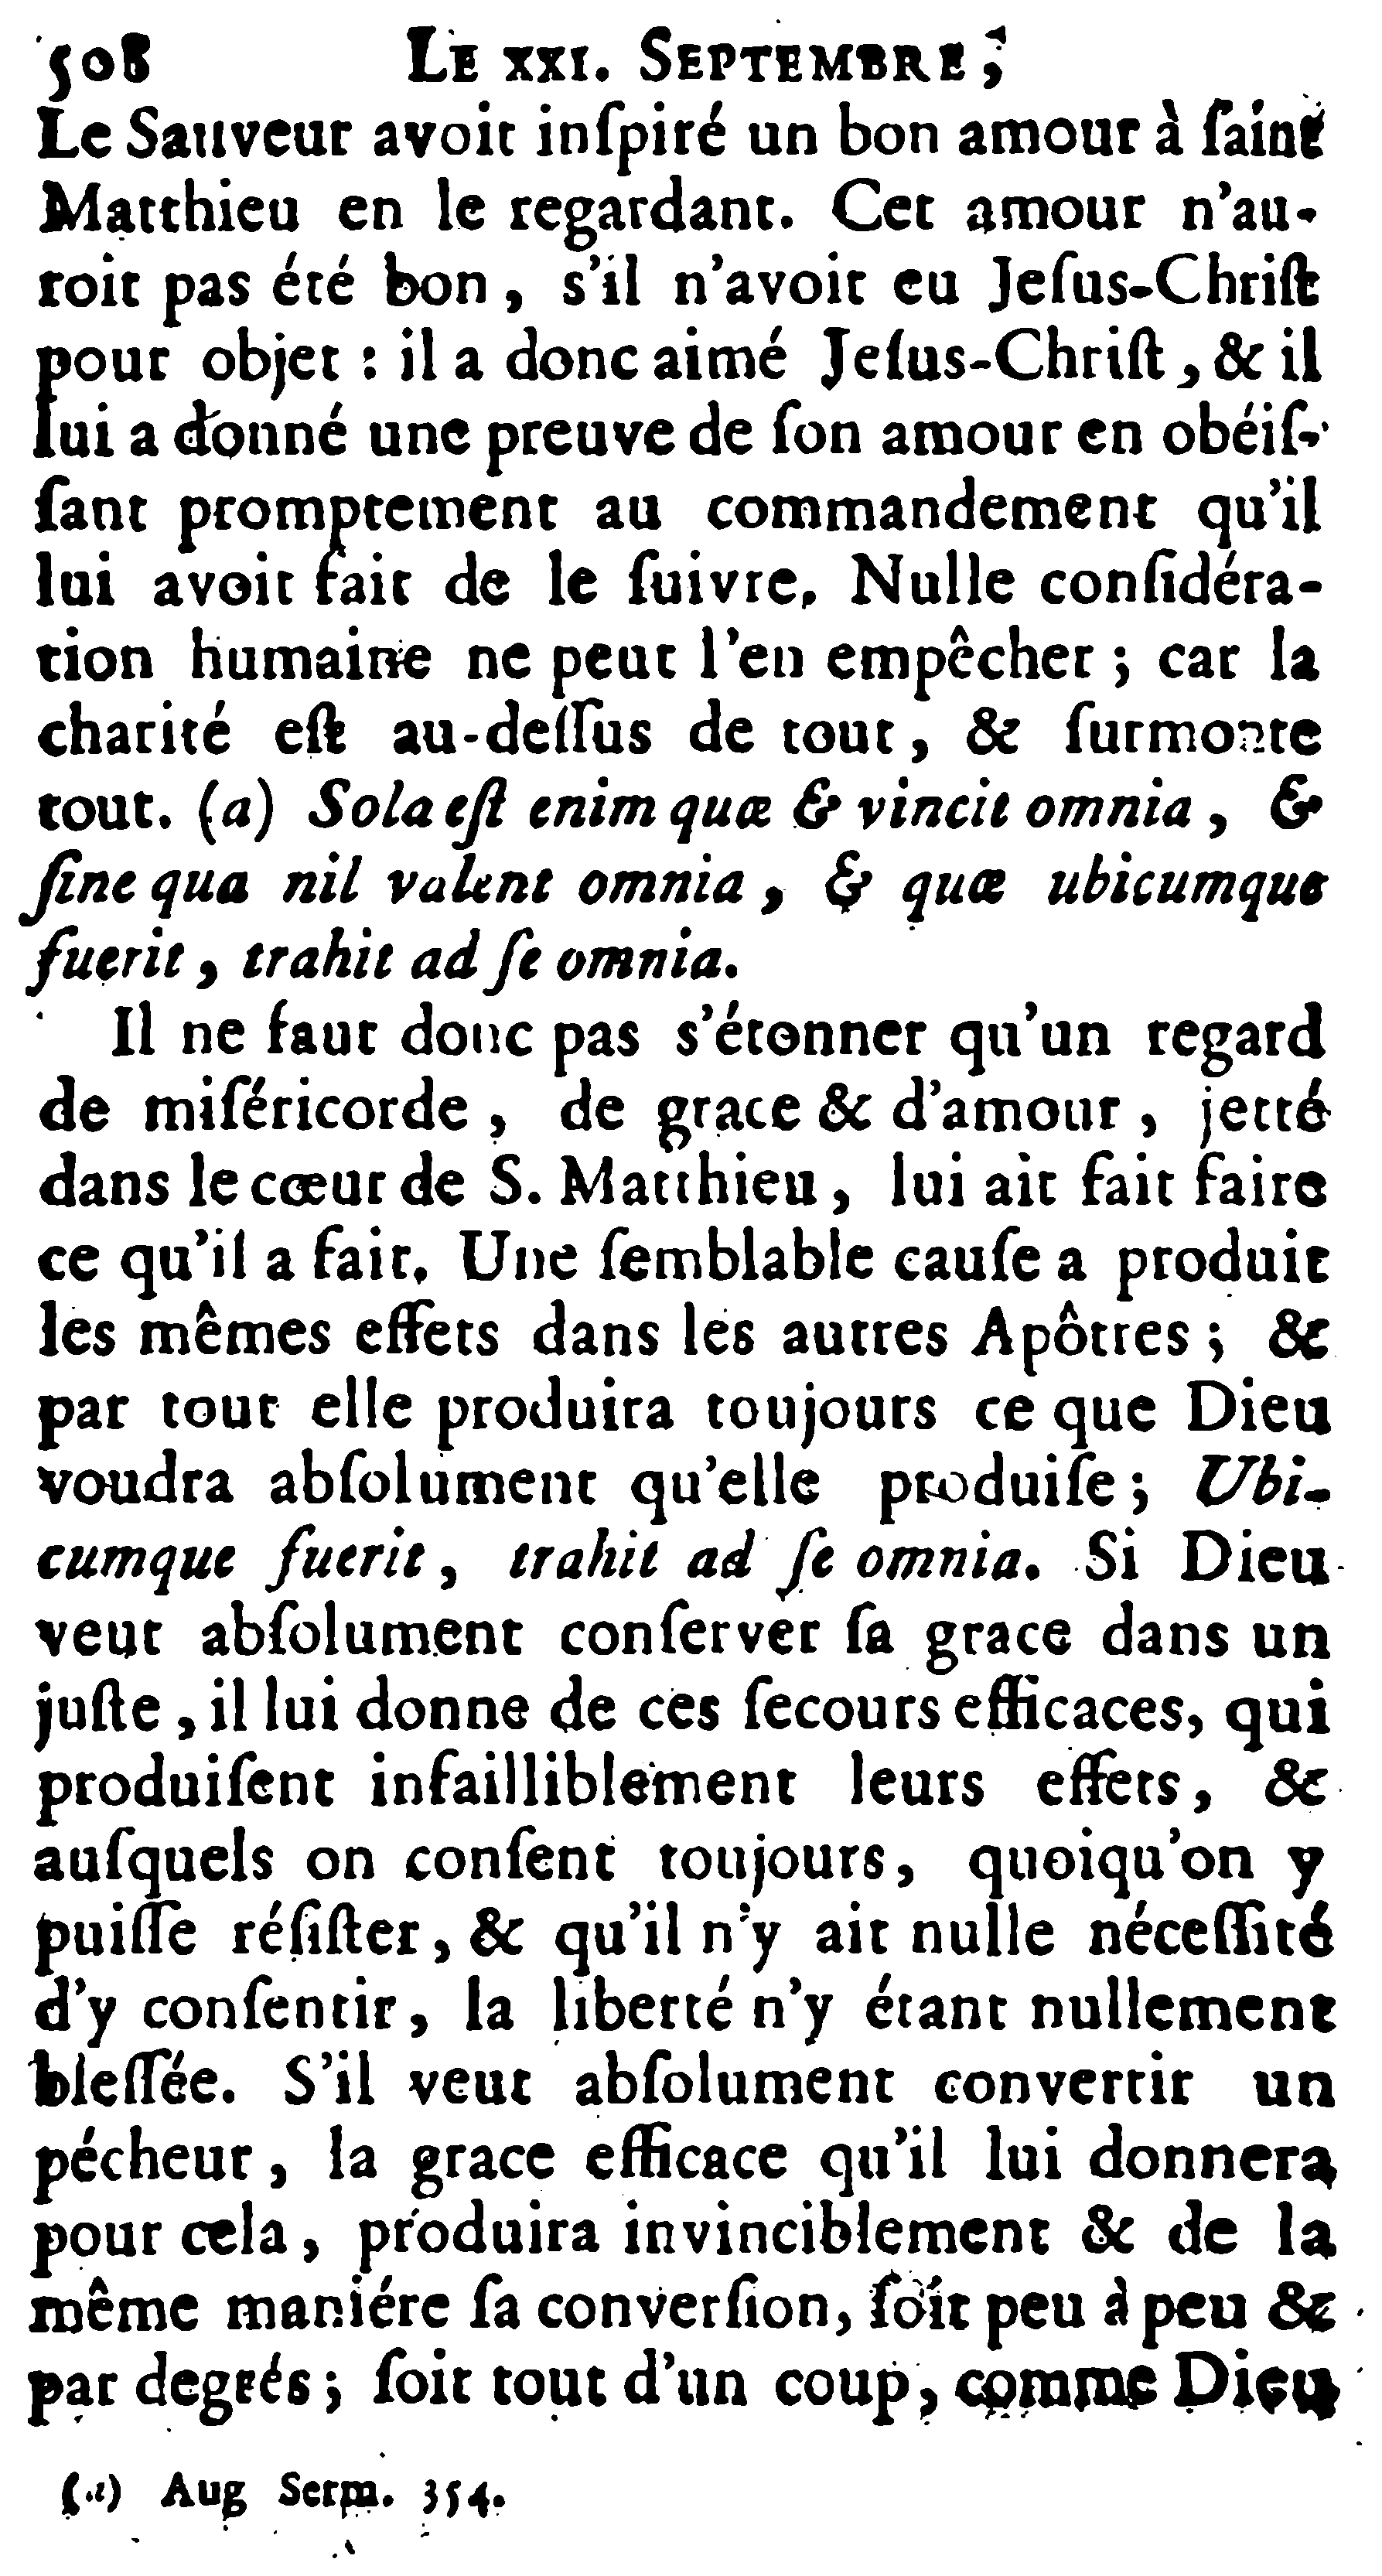 508 LE XXI. SEPTEMBRE,
Le Sauveur avoit inſpiré un bon amour à ſaint
Matthieu en le regardant. Cet amour n'au-
roit pas été bon, s'il n'avoit eu Jeſus-Chriſt
pour objet : il a donc aimé Jeſus-Chriſt, & il
lui a donné une preuve de ſon amour en obéiſ-
ſant promptement au commandement qu'il
lui avoit fait de le ſuivre. Nulle conſidéra-
tion humaine ne peut l'en empêcher ; car la
charité eſt au-deſſus de tout, & ſurmonte
tout. (a) Sola eſt enim quæ & vincit omnia, &
ſine qua nil valent omnia, & quæ ubicumque
fuerit, trahit ad ſe omnia.
Il ne faut donc pas s'étonner qu'un regard
de miſéricorde, de grace & d'amour, jetté
dans le cœur de S. Matthieu, lui ait fait faire
ce qu'il a fait. Une ſemblable cauſe a produit
les mêmes effets dans les autres Apôtres ; &
par tout elle produira toujours ce que Dieu
voudra abſolument qu'elle produiſe ; Ubi-
cumque fuerit, trahit ad ſe omnia. Si Dieu
veut abſolument conſerver ſa grace dans un
juſte, il lui donne de ces ſecours efficaces, qui
produiſent infailliblement leurs effets, &
auſquels on conſent toujours, quoiqu'on y
puiſſe réſiſter, & qu'il n'y ait nulle néceſſité
d'y conſentir, la liberté n'y étant nullement
bleſſée. S'il veut abſolument convertir un
pécheur, la grace efficace qu'il lui donnera
pour cela, produira invinciblement & de la
même maniére ſa converſion, ſoit peu à peu &
par degrés ; ſoit tout d'un coup, comme Dieu
(a) Aug Serm. 354.